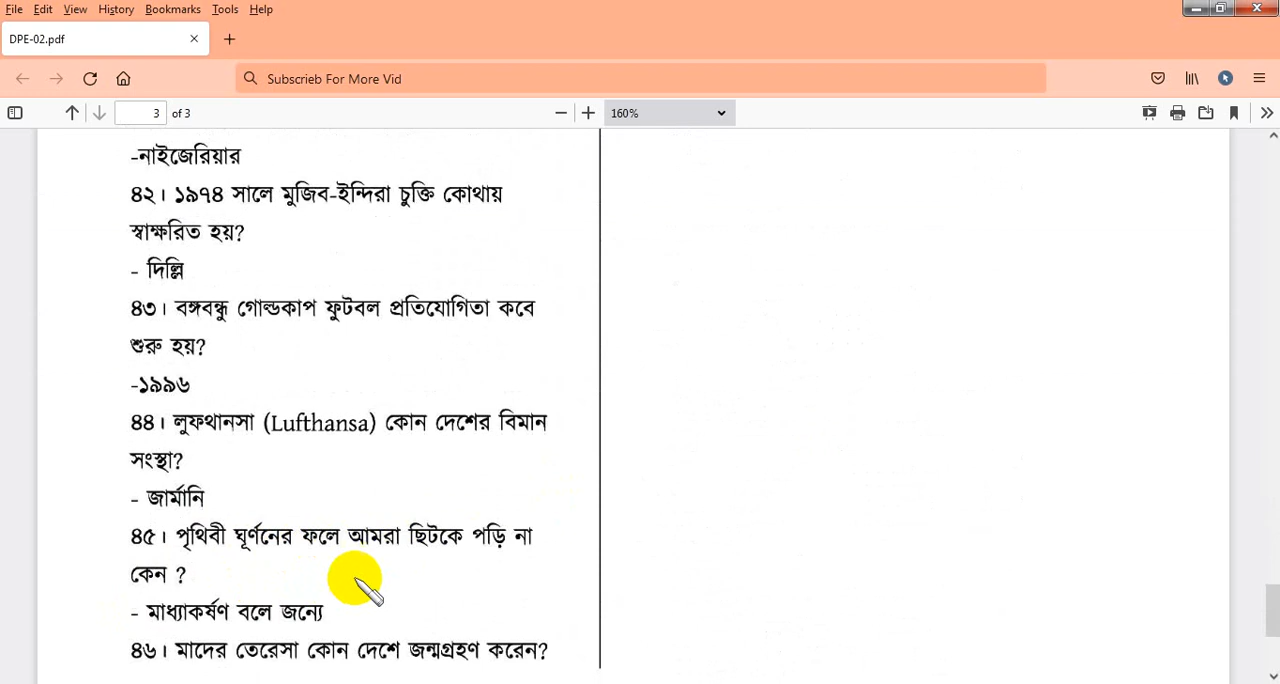 File Edit View History Bookmarks Tools Help
DPE-02.pdf
Subscrieb For More Vid
3 of 3
160%
-নাইজেরিয়ার
৪২। ১৯৭৪ সালে মুজিব-ইন্দিরা চুক্তি কোথায়
স্বাক্ষরিত হয়?
- দিল্লি
৪৩। বঙ্গবন্ধু গোল্ডকাপ ফুটবল প্রতিযোগিতা কবে
শুরু হয়?
-১৯৯৬
৪৪। লুফথানসা (Lufthansa) কোন দেশের বিমান
সংস্থা?
- জার্মানি
৪৫। পৃথিবী ঘূর্ণনের ফলে আমরা ছিটকে পড়ি না
কেন ?
- মাধ্যাকর্ষণ বলে জন্যে
৪৬। মাদের তেরেসা কোন দেশে জন্মগ্রহণ করেন?